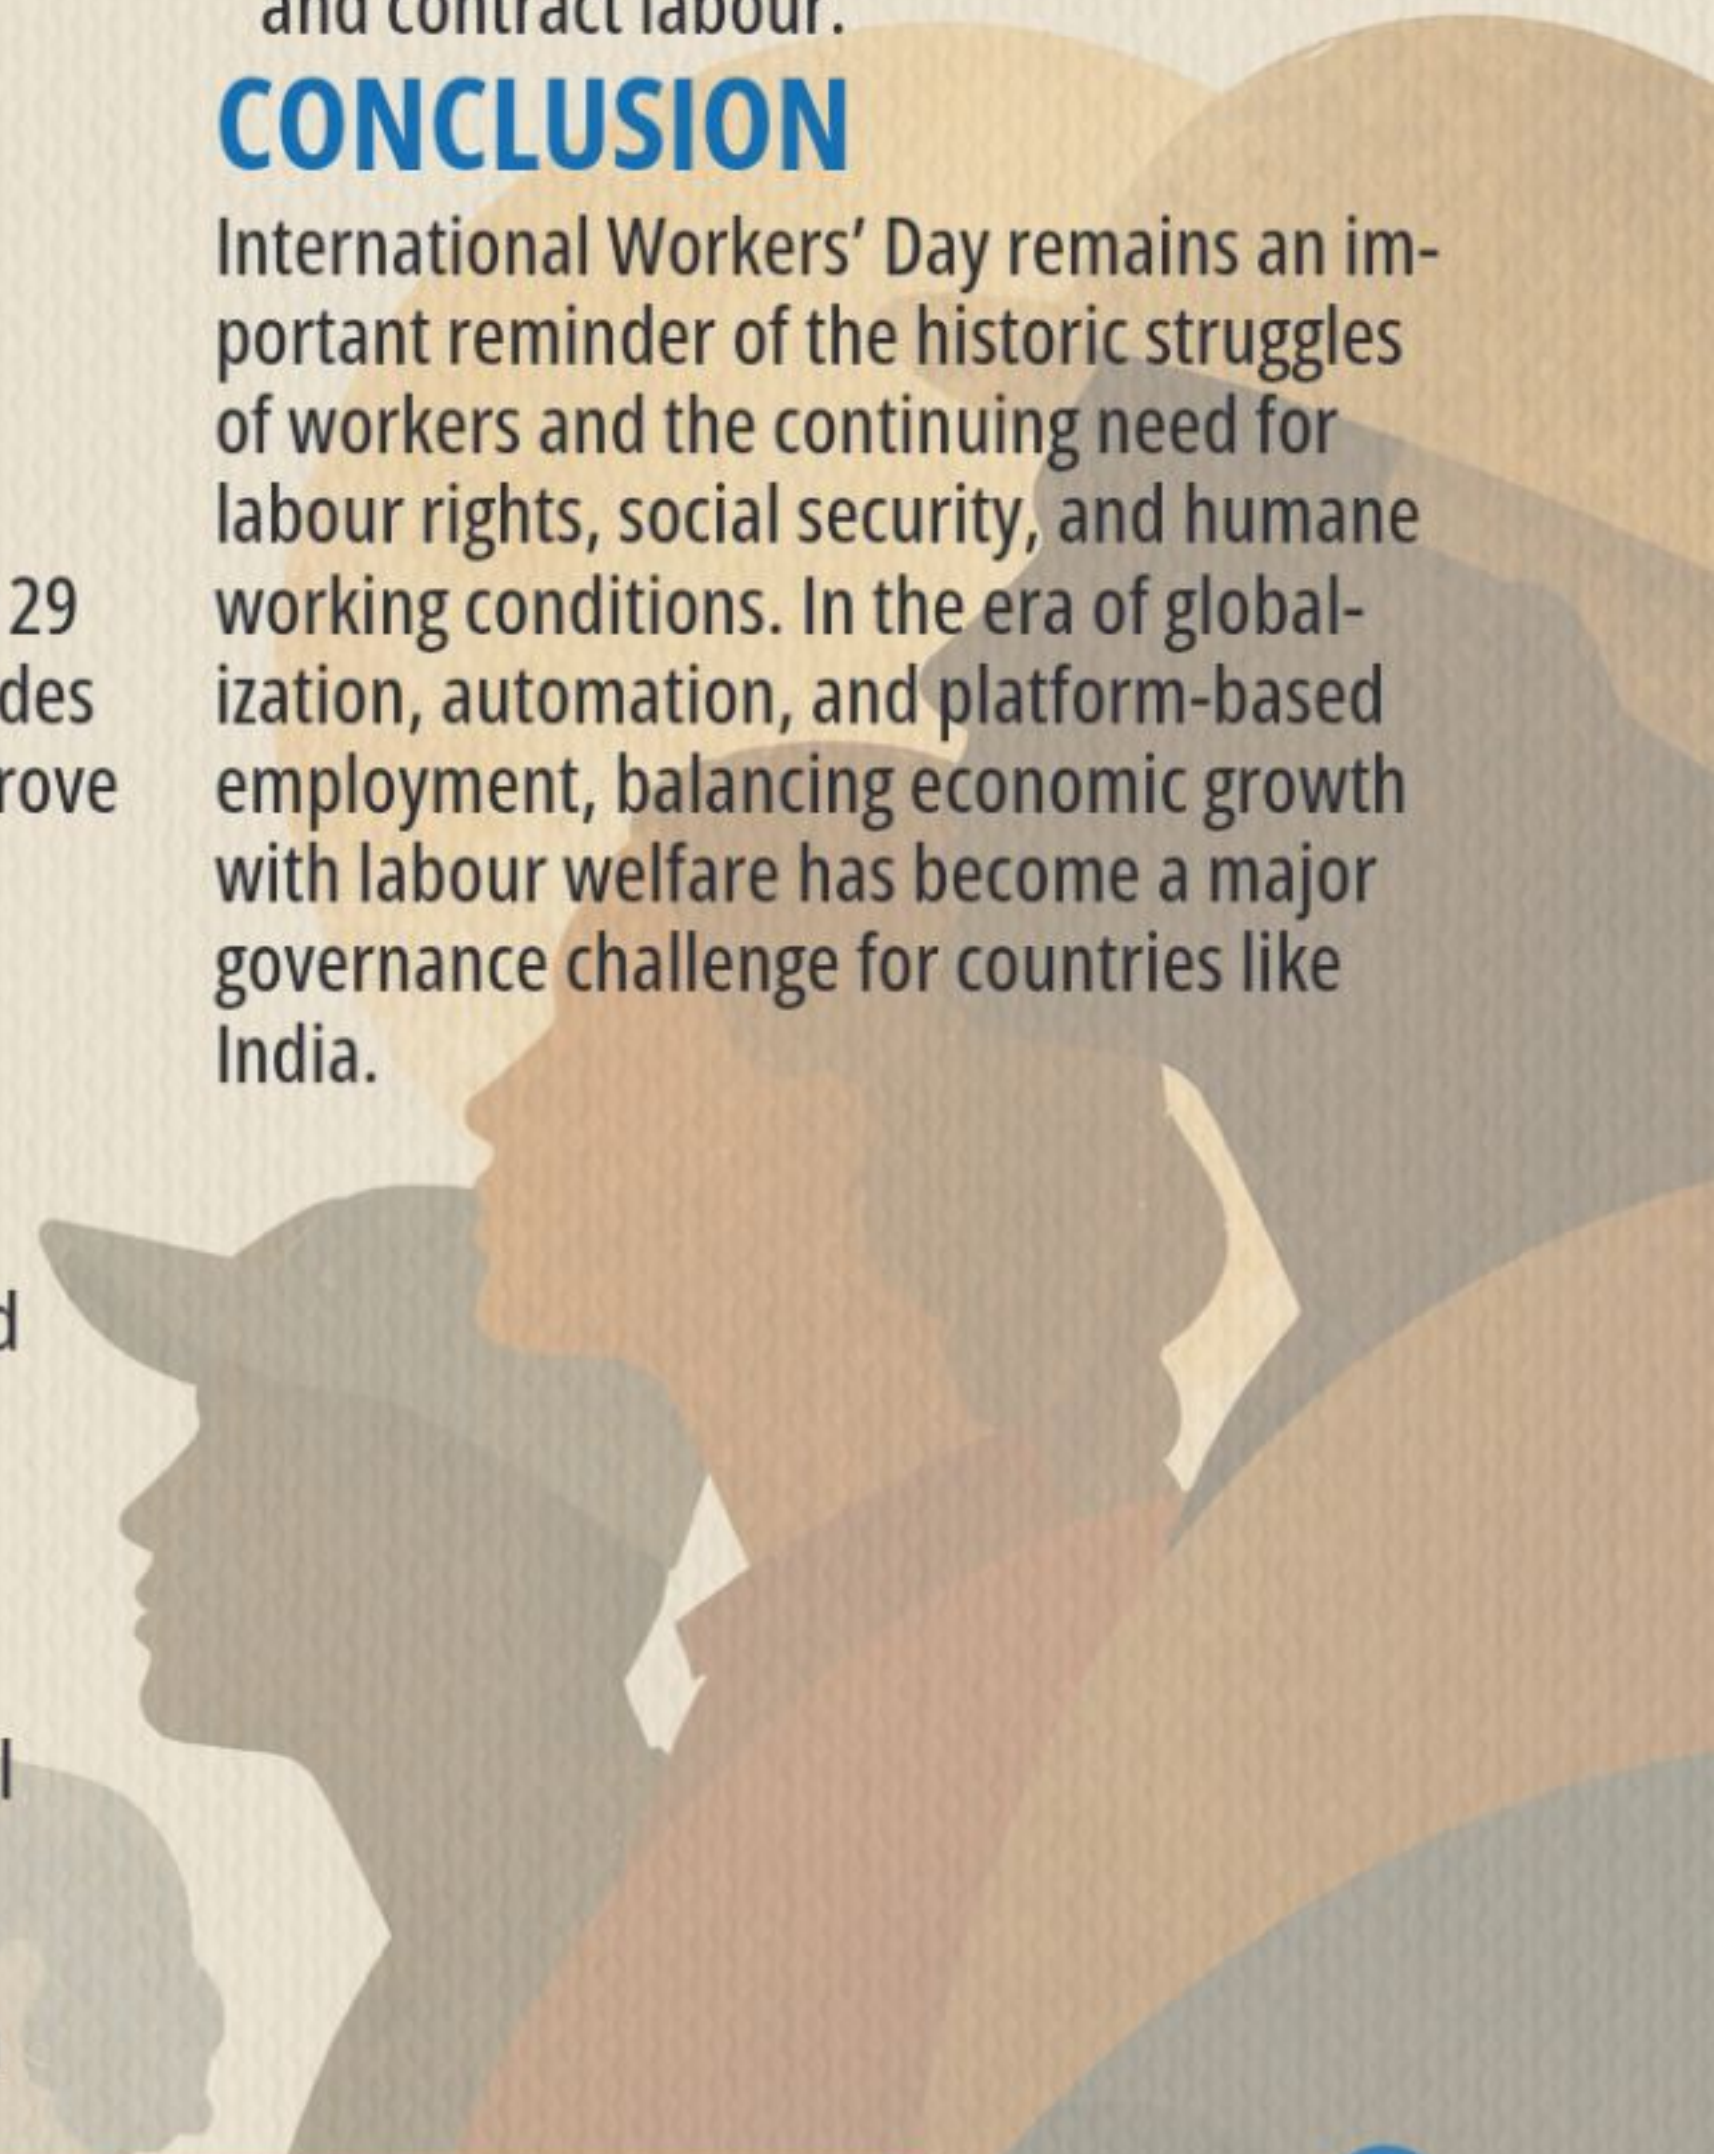 and contract labour.
CONCLUSION
International Workers’ Day remains an im-
portant reminder of the historic struggles
of workers and the continuing need for
labour rights, social security, and humane
29
working conditions. In the era of global-
des
ization, automation, and platform-based
rove
employment, balancing economic growth
with labour welfare has become a major
governance challenge for countries like
India.
d
l